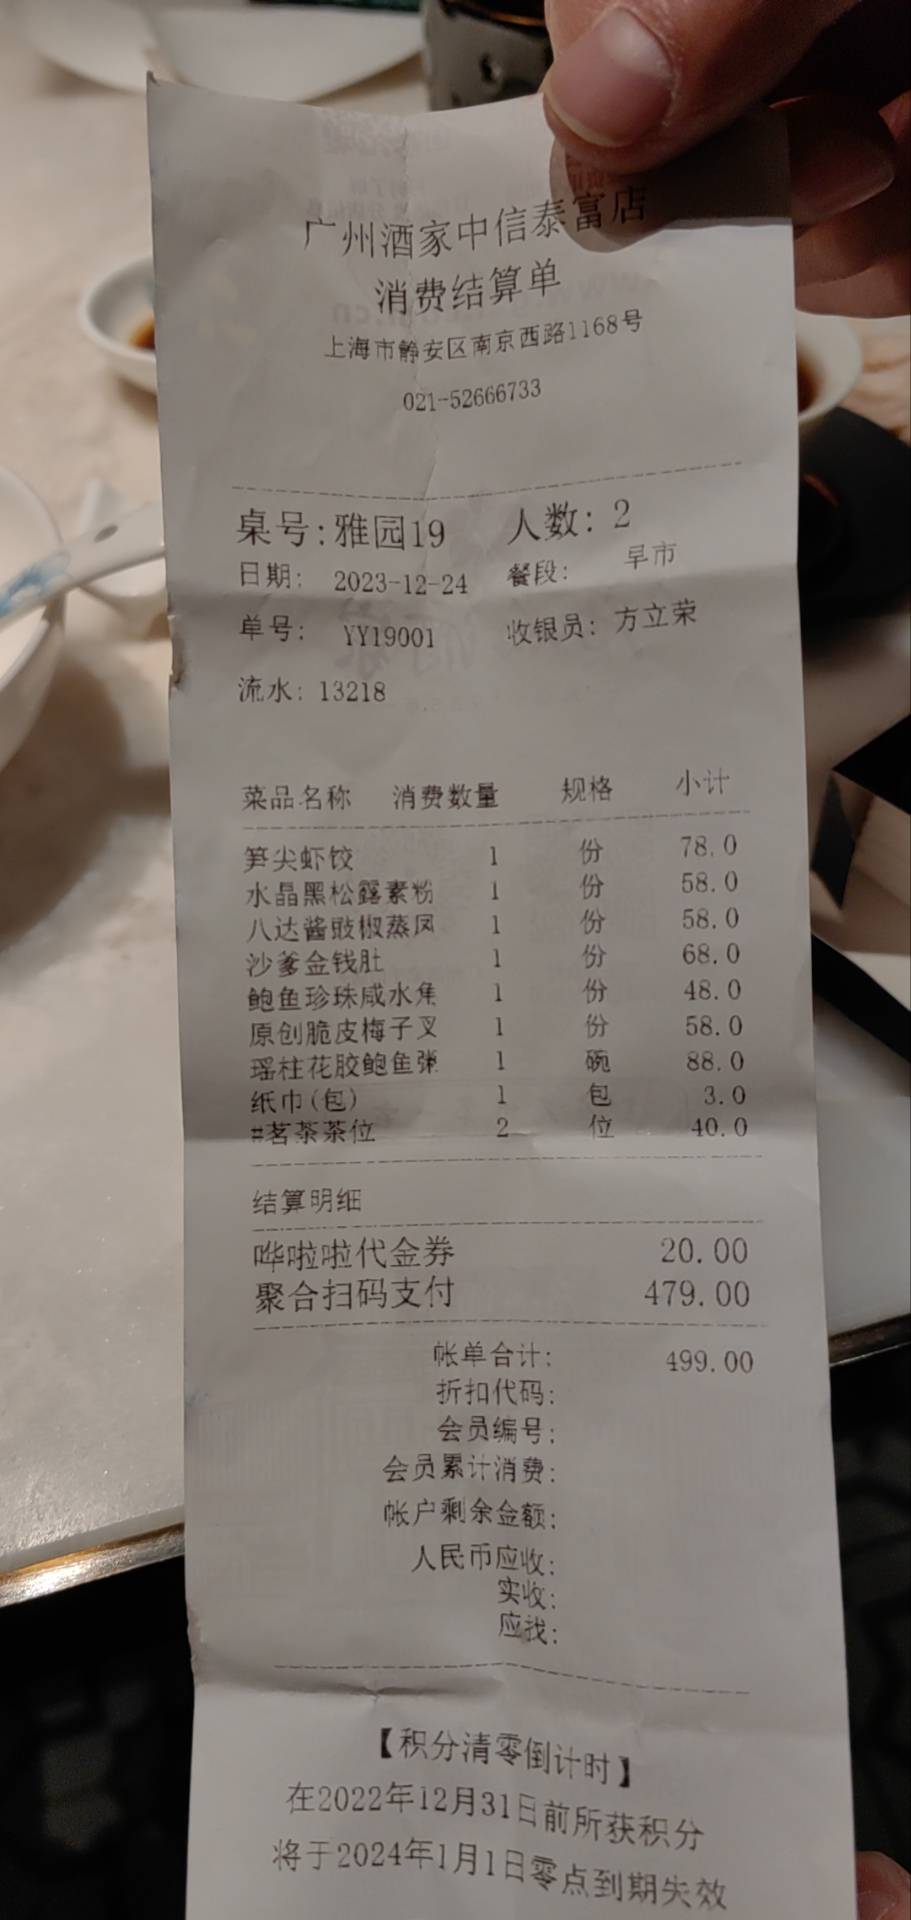 广州酒家中信泰富店
消费结算单
上海市静安区南京西路1168号
021-52666733
桌号:雅园19 人数: 2
日期: 2023-12-24 餐段: 早市
单号: YY19001 收银员: 方立荣
流水: 13218
菜品名称 消费数量 规格 小计
笋尖虾饺 1 份 78.0
水晶黑松露素粉 1 份 58.0
八达酱豉椒蒸凤 1 份 58.0
沙爹金钱肚 1 份 68.0
鲍鱼珍珠咸水角 1 份 48.0
原创脆皮梅子叉 1 份 58.0
瑶柱花胶鲍鱼粥 1 碗 88.0
纸巾(包) 1 包 3.0
#茗茶茶位 2 位 40.0
结算明细
哗啦啦代金券 20.00
聚合扫码支付 479.00
帐单合计: 499.00
折扣代码:
会员编号:
会员累计消费:
帐户剩余金额:
人民币应收:
实收:
应找:
【积分清零倒计时】
在2022年12月31日前所获积分
将于2024年1月1日零点到期失效